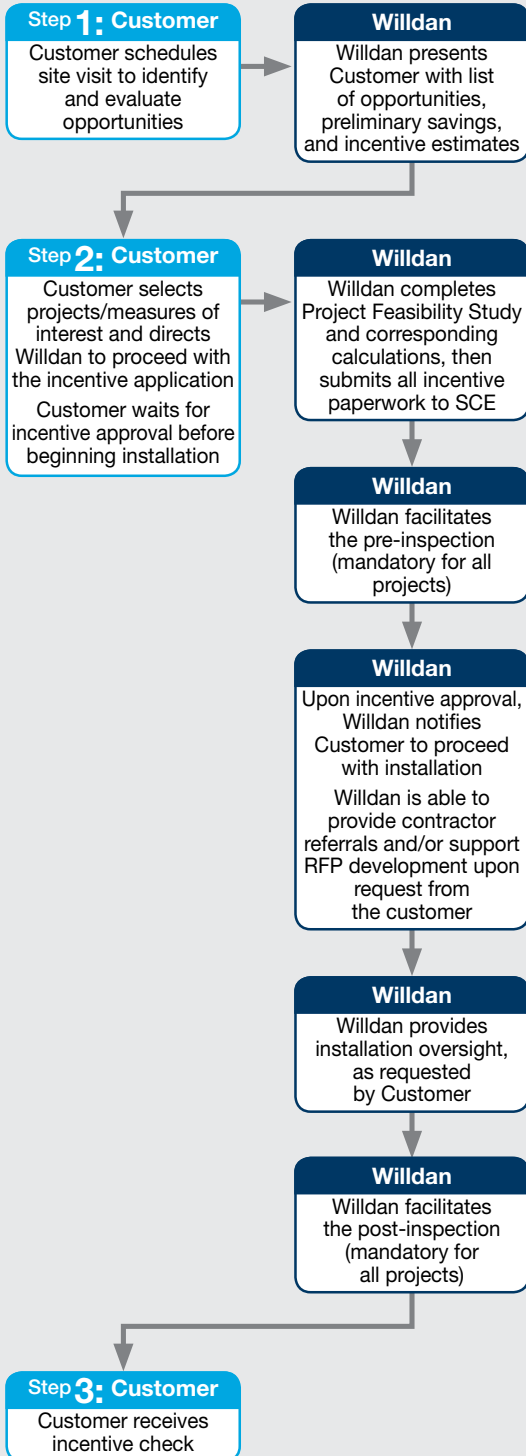 Step 1: Customer
Customer schedules
site visit to identify
and evaluate
opportunities
Willdan
Willdan presents
Customer with list
of opportunities,
preliminary savings,
and incentive estimates
Step 2: Customer
Customer selects
projects/measures of
interest and directs
Willdan to proceed with
the incentive application
Customer waits for
incentive approval before
beginning installation
Willdan
Willdan completes
Project Feasibility Study
and corresponding
calculations, then
submits all incentive
paperwork to SCE
Willdan
Willdan facilitates
the pre-inspection
(mandatory for all
projects)
Willdan
Upon incentive approval,
Willdan notifies
Customer to proceed
with installation
Willdan is able to
provide contractor
referrals and/or support
RFP development upon
request from
the customer
Willdan
Willdan provides
installation oversight,
as requested
by Customer
Willdan
Willdan facilitates
the post-inspection
(mandatory for
all projects)
Step 3: Customer
Customer receives
incentive check